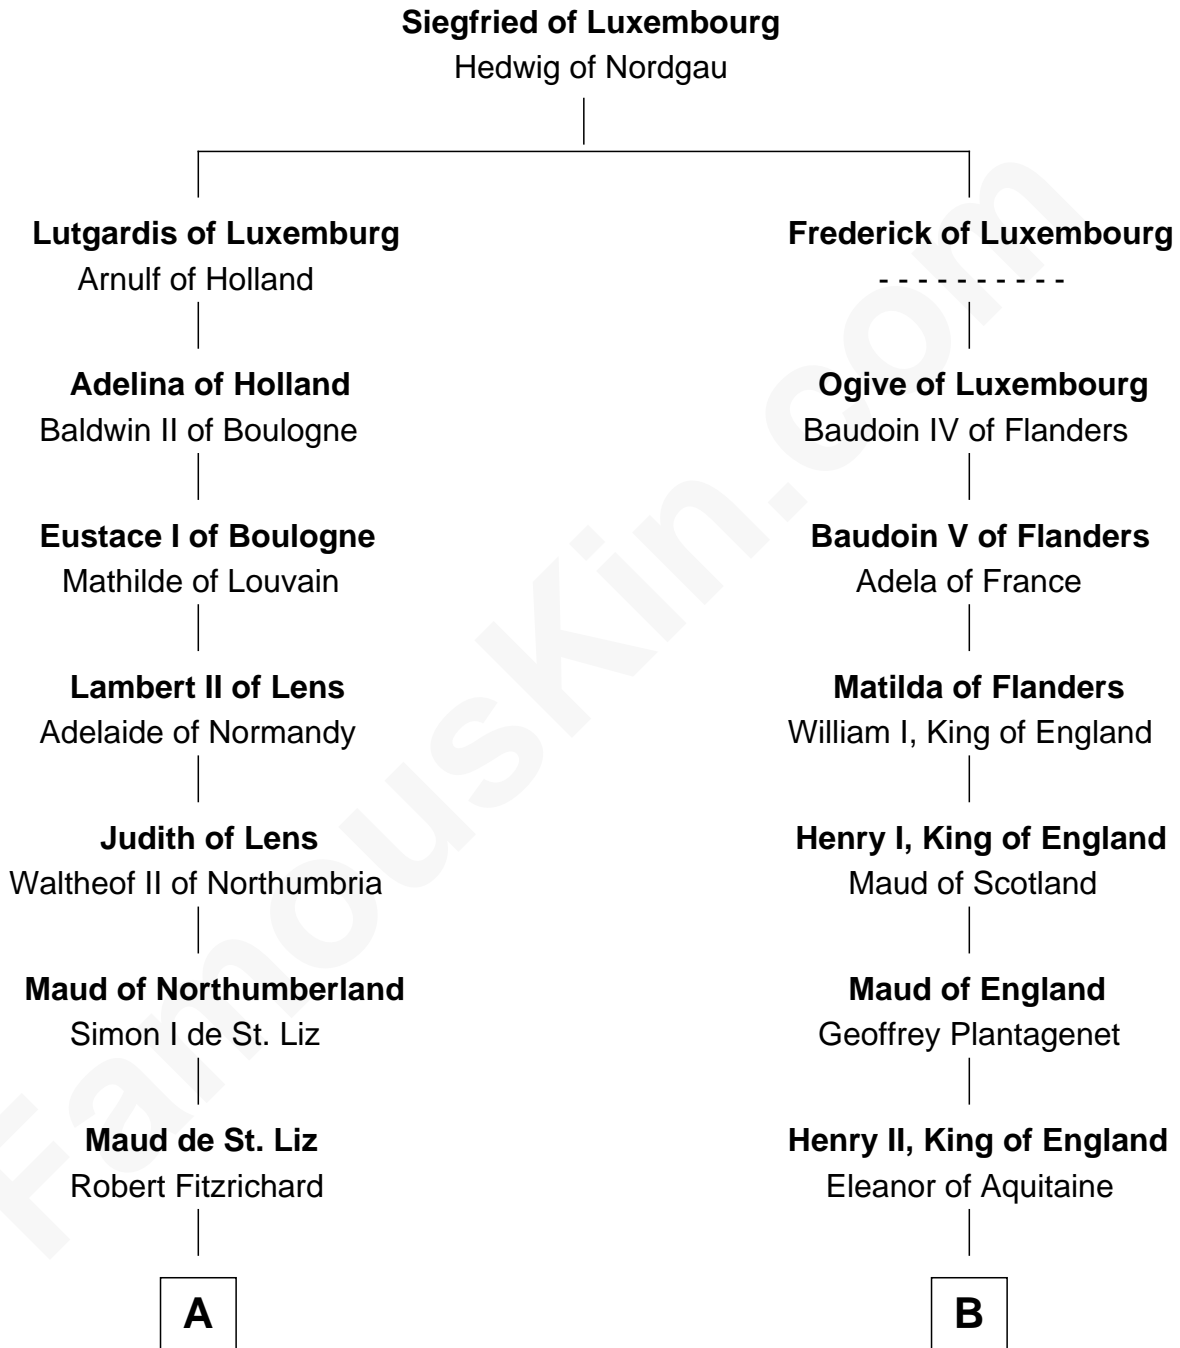 Siegfried of Luxembourg
Hedwig of Nordgau
Lutgardis of Luxemburg
Arnulf of Holland
Frederick of Luxembourg
- - - - - - - - - -
Adelina of Holland
Baldwin II of Boulogne
Ogive of Luxembourg
Baudoin IV of Flanders
Eustace I of Boulogne
Mathilde of Louvain
Baudoin V of Flanders
Adela of France
Lambert II of Lens
Adelaide of Normandy
Matilda of Flanders
William I, King of England
Judith of Lens
Waltheof II of Northumbria
Henry I, King of England
Maud of Scotland
Maud of Northumberland
Simon I de St. Liz
Maud of England
Geoffrey Plantagenet
Maud de St. Liz
Robert Fitzrichard
Henry II, King of England
Eleanor of Aquitaine
A
B
FamousKin.com